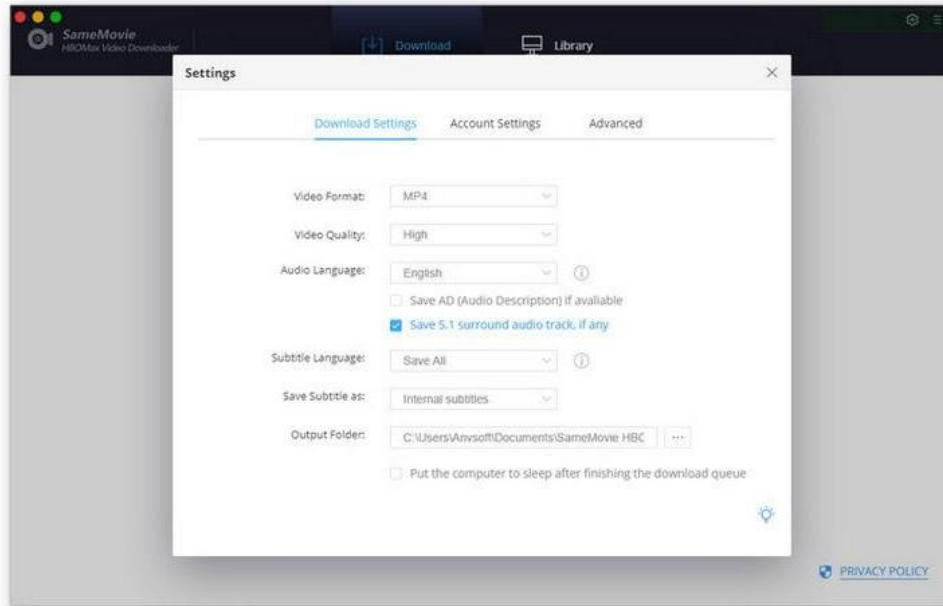 SameMovie
HBOMax Video Downloader
Download
Library
Settings
Download Settings Account Settings Advanced
Video Format: MP4
Video Quality: High
Audio Language: English
Save AD (Audio Description) if avaliable
Save 5.1 surround audio track, if any
Subtitle Language: Save All
Save Subtitle as: Internal subtitles
Output Folder: C:\Users\Anvsoft\Documents\SameMovie HBC ...
Put the computer to sleep after finishing the download queue
PRIVACY POLICY